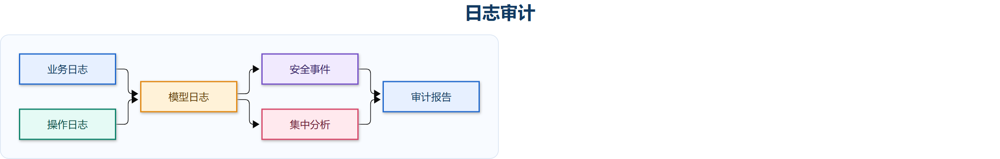 日志审计
业务日志
操作日志
模型日志
安全事件
集中分析
审计报告